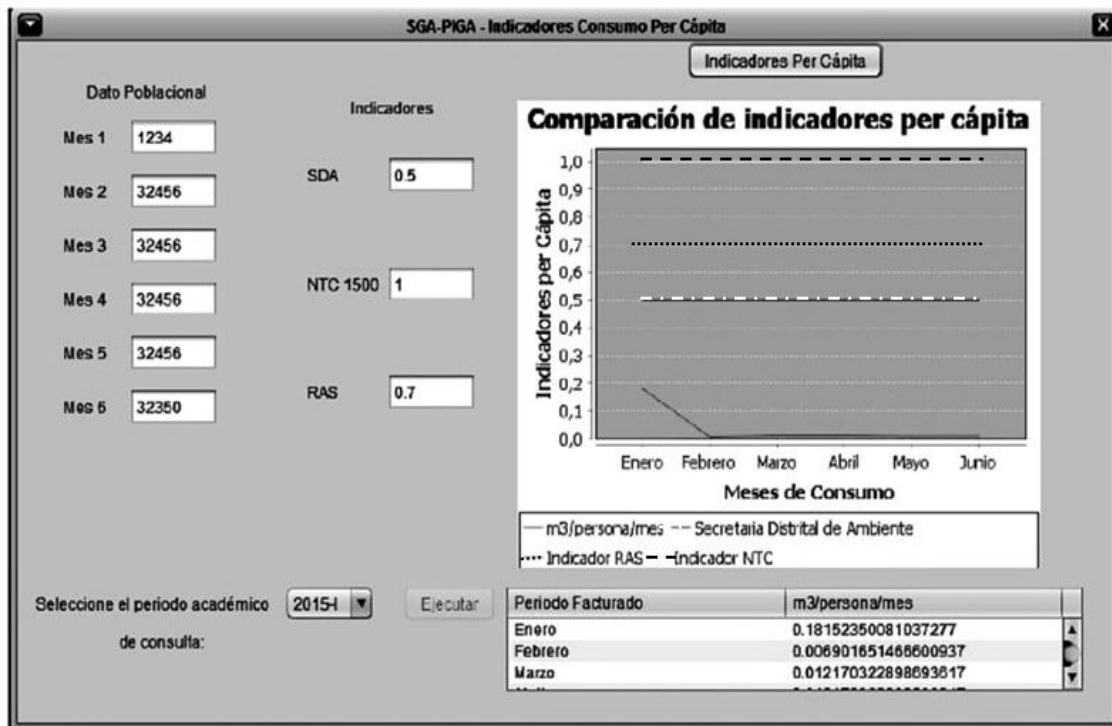 SGA-PIGA - Indicadores Consumo Per Cápita
Indicadores Per Cápita
Dato Poblacional
Mes 1 1234
Mes 2 32456
Mes 3 32456
Mes 4 32456
Mes 5 32456
Mes 6 32350
Indicadores
SDA 0.5
NTC 1500 1
RAS 0.7
Comparación de indicadores per cápita
Indicadores per Cápita
1,0
0,9
0,8
0,7
0,6
0,5
0,4
0,3
0,2
0,1
0,0
Enero Febrero Marzo Abril Mayo Junio
Meses de Consumo
m3/persona/mes Secretaria Distrital de Ambiente
Indicador RAS Indicador NTC
Seleccione el periodo académico 2015-I Ejecutar
de consulta:
Periodo Facturado m3/persona/mes
Enero 0.18152350081037277
Febrero 0.006901651466600937
Marzo 0.012170322898693617